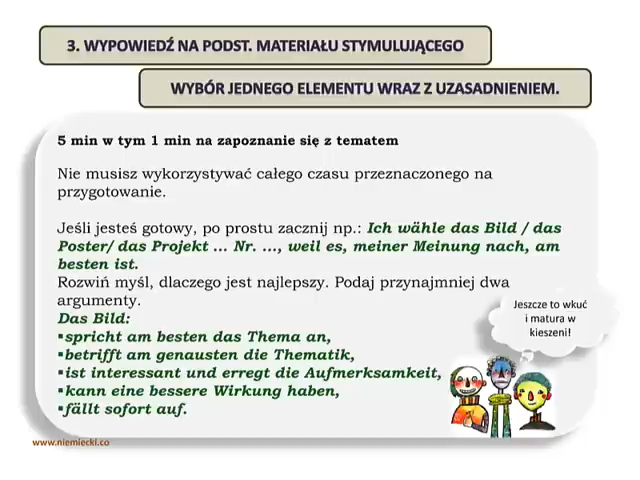 3. WYPOWIEDŹ NA PODST. MATERIAŁU STYMULUJĄCEGO
WYBÓR JEDNEGO ELEMENTU WRAZ Z UZASADNIENIEM.
5 min w tym 1 min na zapoznanie się z tematem
Nie musisz wykorzystywać całego czasu przeznaczonego na
przygotowanie.
Jeśli jesteś gotowy, po prostu zacznij np.: Ich wähle das Bild / das
Poster/ das Projekt ... Nr. ..., weil es, meiner Meinung nach, am
besten ist.
Rozwiń myśl, dlaczego jest najlepszy. Podaj przynajmniej dwa
argumenty.
Das Bild:
▪spricht am besten das Thema an,
▪betrifft am genausten die Thematik,
▪ist interessant und erregt die Aufmerksamkeit,
▪kann eine bessere Wirkung haben,
▪fällt sofort auf.
Jeszcze to wkuć
i matura w
kieszeni!
www.niemiecki.co